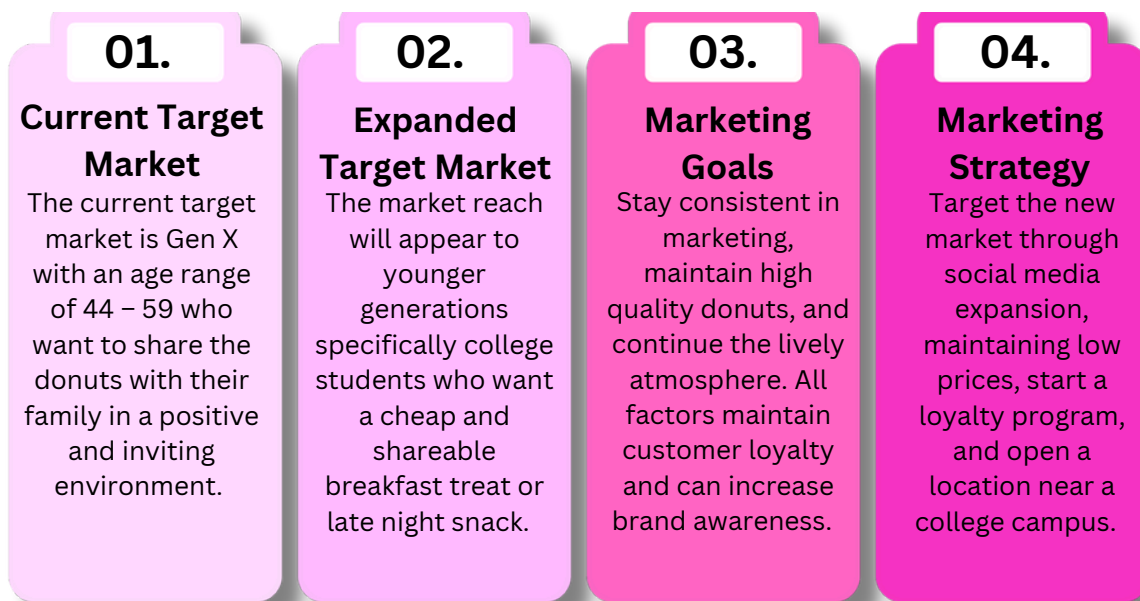 01.
Current Target
Market
The current target
market is Gen X
with an age range
of 44 – 59 who
want to share the
donuts with their
family in a positive
and inviting
environment.
02.
Expanded
Target Market
The market reach
will appear to
younger
generations
specifically college
students who want
a cheap and
shareable
breakfast treat or
late night snack.
03.
Marketing
Goals
Stay consistent in
marketing,
maintain high
quality donuts, and
continue the lively
atmosphere. All
factors maintain
customer loyalty
and can increase
brand awareness.
04.
Marketing
Strategy
Target the new
market through
social media
expansion,
maintaining low
prices, start a
loyalty program,
and open a
location near a
college campus.